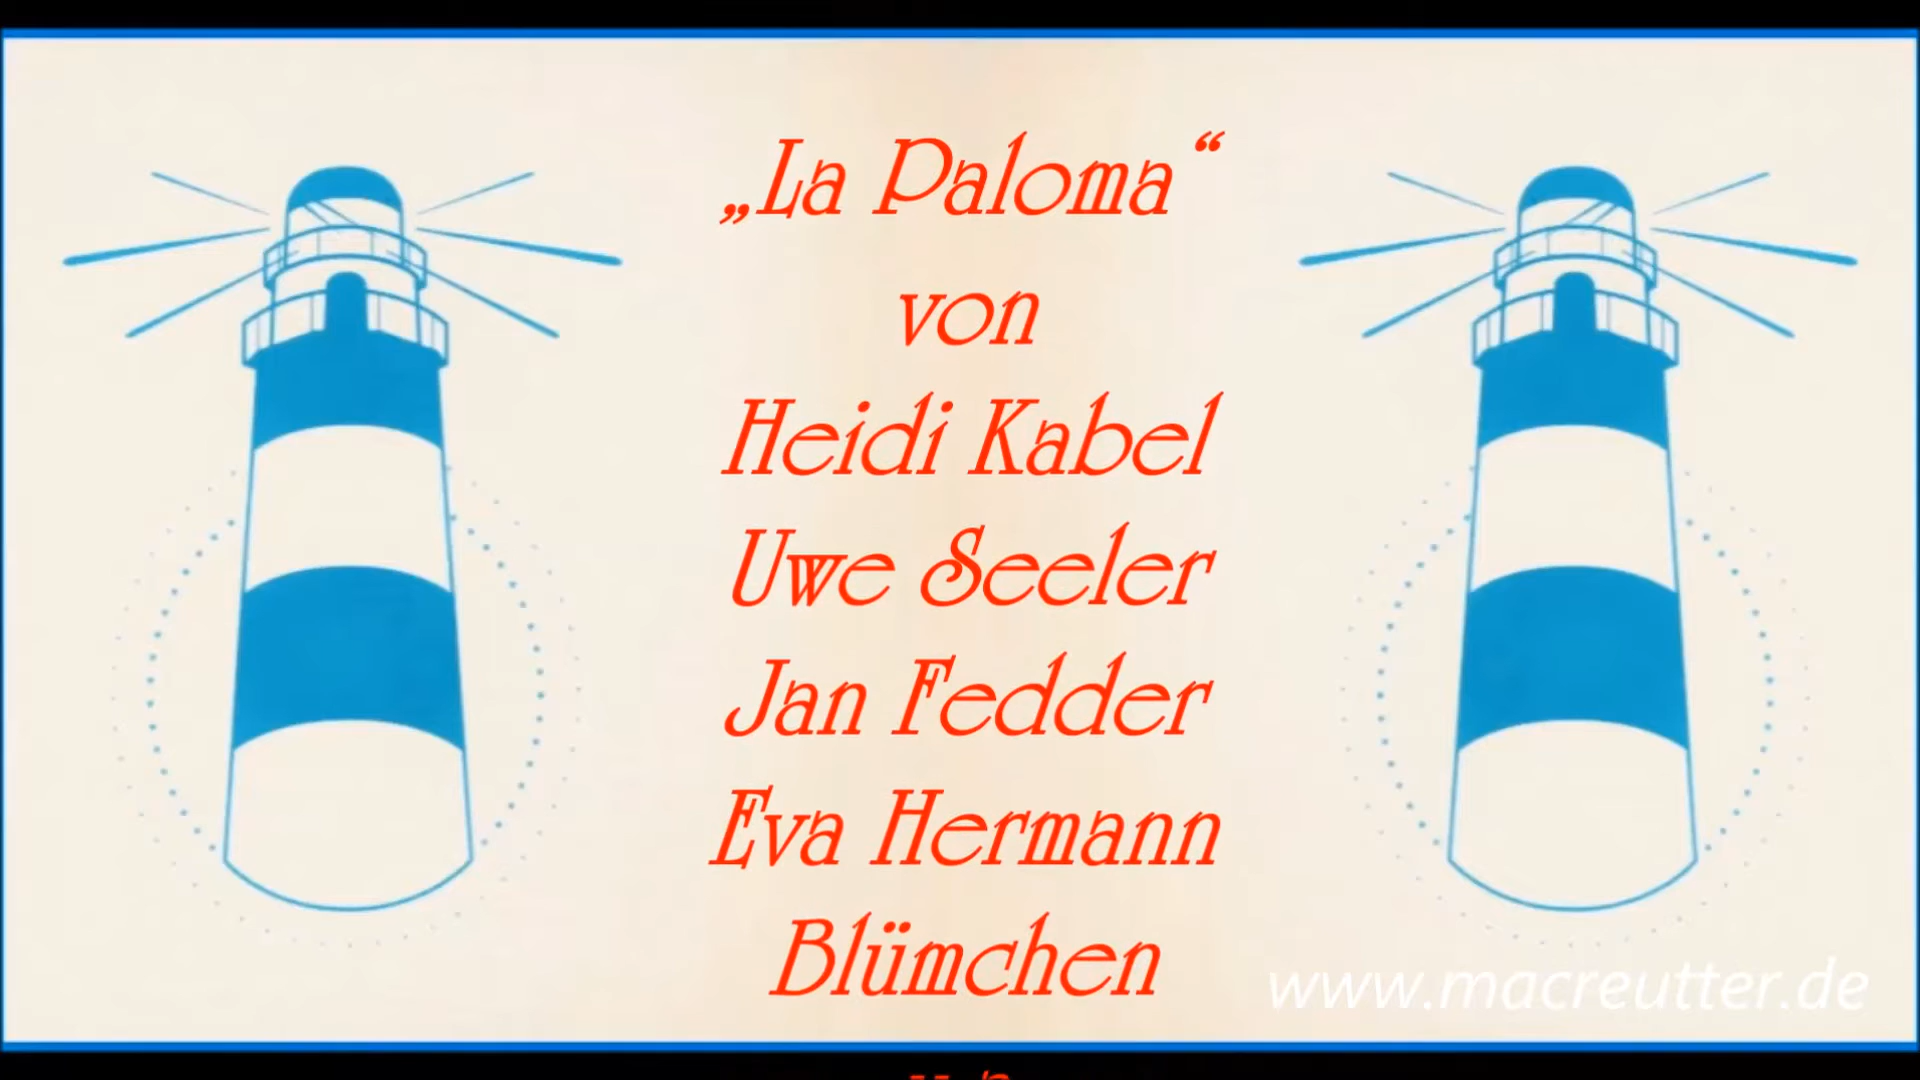 „La Paloma“
von
Heidi Kabel
Uwe Seeler
Jan Fedder
Eva Hermann
Blümchen
www.macreutter.de